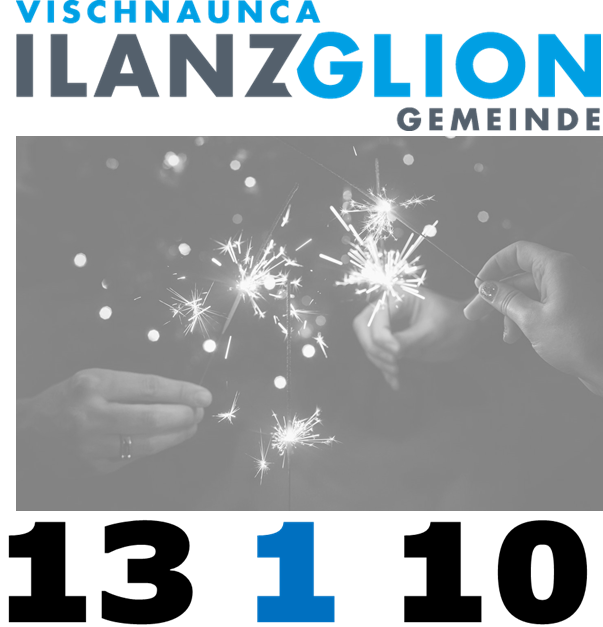 VISCHNAUNCA
ILANZGLION
GEMEINDE
13 1 10